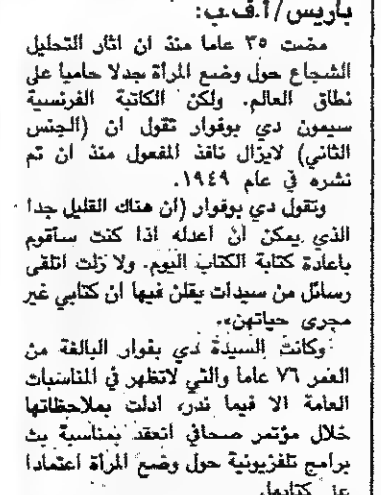 باريس/ا.ف.ب:
مضت ٣٥ عاما منذ ان اثار التحليل
الشجاع حول وضع المرأة جدلا حاميا على
نطاق العالم. ولكن الكاتبة الفرنسية
سيمون دي بوفوار تقول ان (الجنس
الثاني) لايزال نافذ المفعول منذ ان تم
نشره في عام ١٩٤٩.
وتقول دي بوفوار (ان هناك القليل جدا
الذي يمكن ان اعدله اذا كنت سأقوم
باعادة كتابة الكتاب اليوم. ولا زلت اتلقى
رسائل من سيدات يقلن فيها ان كتابي غير
مجرى حياتهن».
وكانت السيدة دي بفوار البالغة من
العمر ٧٦ عاما والتي لاتظهر في المناسبات
العامة الا فيما ندر، ادلت بملاحظاتها
خلال مؤتمر صحافي انعقد بمناسبة بث
برامج تلفزيونية حول وضع المرأة اعتمادا
على كتابها.